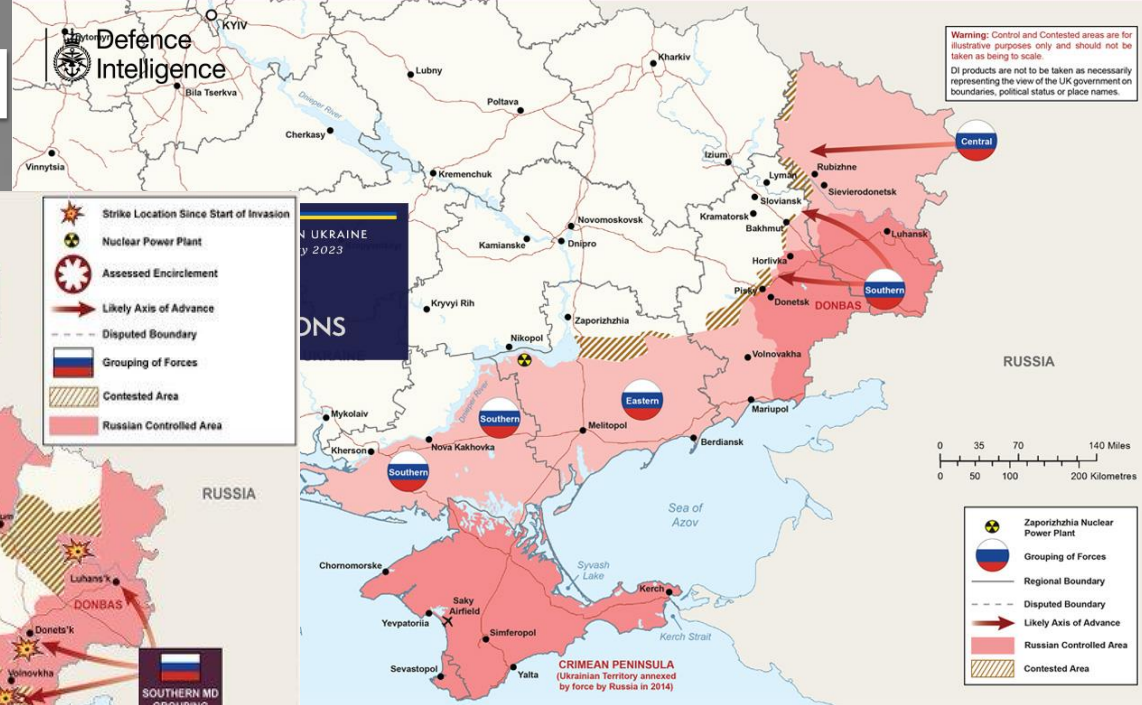 KYIV
Defence
Intelligence
Bila Tserkva
Vinnytsia
Lubny
Dnieper River
Cherkasy
Poltava
Kremenchuk
Kharkiv
Izium
Lyman
Sloviansk
Kramatorsk
Bakhmut
Rubizhne
Sievierodonetsk
Luhansk
Central
Warning: Control and Contested areas are for
illustrative purposes only and should not be
taken as being to scale.
DI products are not to be taken as necessarily
representing the view of the UK government on
boundaries, political status or place names.
Strike Location Since Start of Invasion
Nuclear Power Plant
Assessed Encirclement
Likely Axis of Advance
Disputed Boundary
Grouping of Forces
Contested Area
Russian Controlled Area
N UKRAINE
y 2023
ONS
Novomoskovsk
Kamianske
Dnipro
Horlivka
Pisky
Donetsk
DONBAS
Southern
Kryvyi Rih
Zaporizhzhia
Nikopol
Volnovakha
RUSSIA
Dnieper River
Southern
Eastern
Mariupol
Mykolaiv
Kherson
Nova Kakhovka
Melitopol
Berdiansk
Southern
0 35 70 140 Miles
0 50 100 200 Kilometres
Sea of
Azov
RUSSIA
Luhans'k
DONBAS
Donets'k
Volnovkha
SOUTHERN MD
GROUPING
Chornomorske
Syvash
Lake
Kerch
Saky
Airfield
Yevpatoriia
Simferopol
Kerch Strait
Sevastopol
Yalta
CRIMEAN PENINSULA
(Ukrainian Territory annexed
by force by Russia in 2014)
Zaporizhzhia Nuclear
Power Plant
Grouping of Forces
Regional Boundary
Disputed Boundary
Likely Axis of Advance
Russian Controlled Area
Contested Area